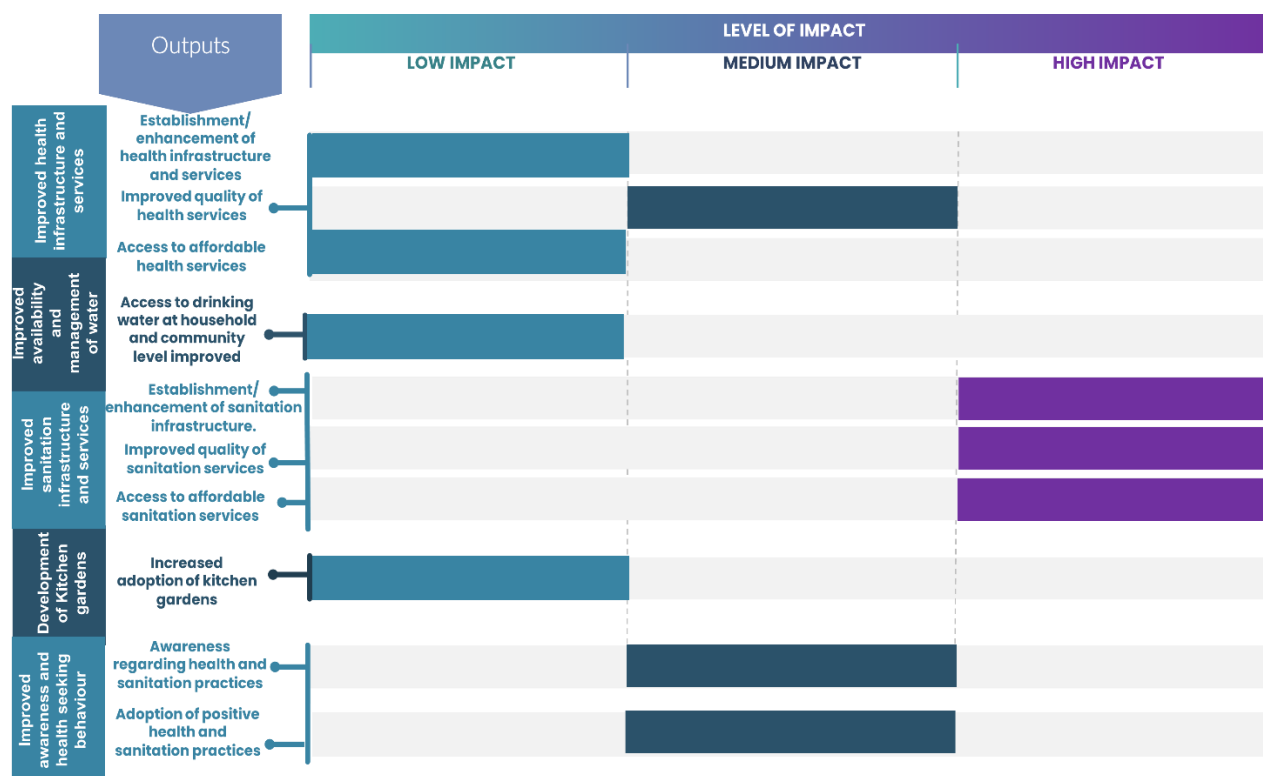 Outputs
LEVEL OF IMPACT
LOW IMPACT
MEDIUM IMPACT
HIGH IMPACT
Improved health
infrastructure and
services
Establishment/
enhancement of
health infrastructure
and services
Improved quality of
health services
Access to affordable
health services
Improved
availability
and
management
of water
Access to drinking
water at household
and community
level improved
Improved
sanitation
infrastructure
and services
Establishment/
enhancement of sanitation
infrastructure.
Improved quality of
sanitation services
Access to affordable
sanitation services
Development
of Kitchen
gardens
Increased
adoption of kitchen
gardens
Improved
awareness and
health seeking
behaviour
Awareness
regarding health and
sanitation practices
Adoption of positive
health and
sanitation practices